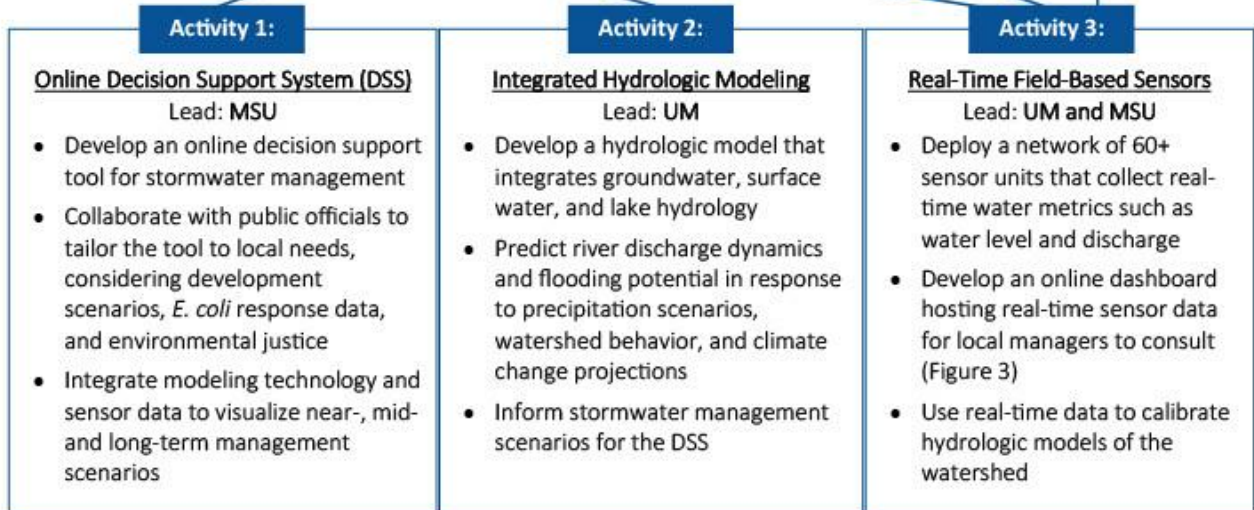 Activity 1:
Online Decision Support System (DSS)
Lead: MSU
• Develop an online decision support
tool for stormwater management
• Collaborate with public officials to
tailor the tool to local needs,
considering development
scenarios, E. coli response data,
and environmental justice
• Integrate modeling technology and
sensor data to visualize near-, mid-
and long-term management
scenarios
Activity 2:
Integrated Hydrologic Modeling
Lead: UM
• Develop a hydrologic model that
integrates groundwater, surface
water, and lake hydrology
• Predict river discharge dynamics
and flooding potential in response
to precipitation scenarios,
watershed behavior, and climate
change projections
• Inform stormwater management
scenarios for the DSS
Activity 3:
Real-Time Field-Based Sensors
Lead: UM and MSU
• Deploy a network of 60+
sensor units that collect real-
time water metrics such as
water level and discharge
• Develop an online dashboard
hosting real-time sensor data
for local managers to consult
(Figure 3)
• Use real-time data to calibrate
hydrologic models of the
watershed